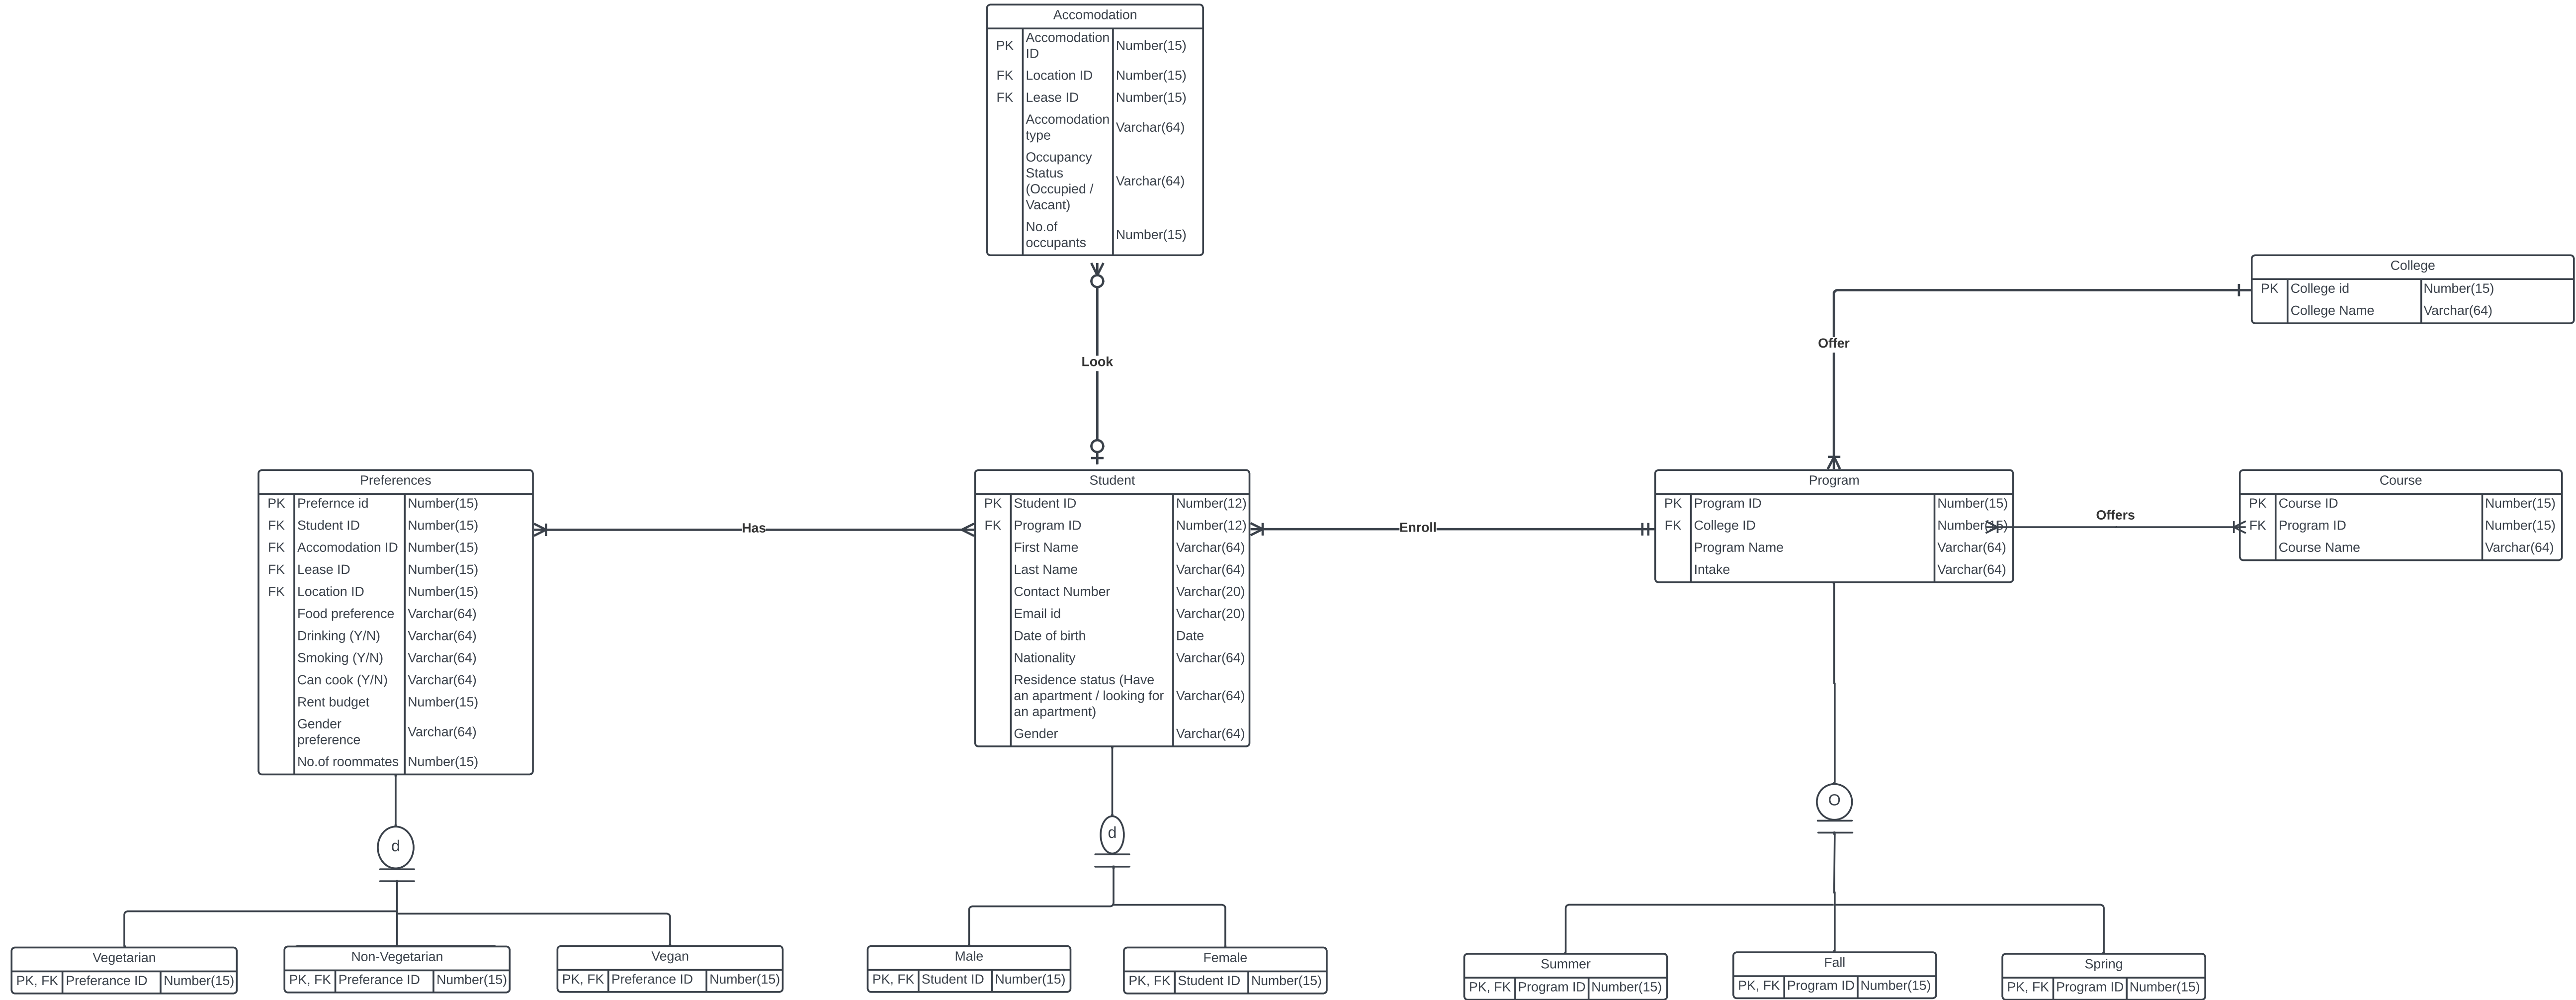 Accomodation
PK Accomodation ID Number(15)
FK Location ID Number(15)
FK Lease ID Number(15)
Accomodation type Varchar(64)
Occupancy Status (Occupied / Vacant) Varchar(64)
No.of occupants Number(15)
College
PK College id Number(15)
College Name Varchar(64)
Offer
Look
Preferences
PK Prefernce id Number(15)
FK Student ID Number(15)
FK Accomodation ID Number(15)
FK Lease ID Number(15)
FK Location ID Number(15)
Food preference Varchar(64)
Drinking (Y/N) Varchar(64)
Smoking (Y/N) Varchar(64)
Can cook (Y/N) Varchar(64)
Rent budget Number(15)
Gender preference Varchar(64)
No.of roommates Number(15)
Has
Student
PK Student ID Number(12)
FK Program ID Number(12)
First Name Varchar(64)
Last Name Varchar(64)
Contact Number Varchar(20)
Email id Varchar(20)
Date of birth Date
Nationality Varchar(64)
Residence status (Have an apartment / looking for an apartment) Varchar(64)
Gender Varchar(64)
Enroll
Program
PK Program ID Number(15)
FK College ID Number(15)
Program Name Varchar(64)
Intake Varchar(64)
Offers
Course
PK Course ID Number(15)
FK Program ID Number(15)
Course Name Varchar(64)
d
d
O
Vegetarian
PK, FK Preferance ID Number(15)
Non-Vegetarian
PK, FK Preferance ID Number(15)
Vegan
PK, FK Preferance ID Number(15)
Male
PK, FK Student ID Number(15)
Female
PK, FK Student ID Number(15)
Summer
PK, FK Program ID Number(15)
Fall
PK, FK Program ID Number(15)
Spring
PK, FK Program ID Number(15)